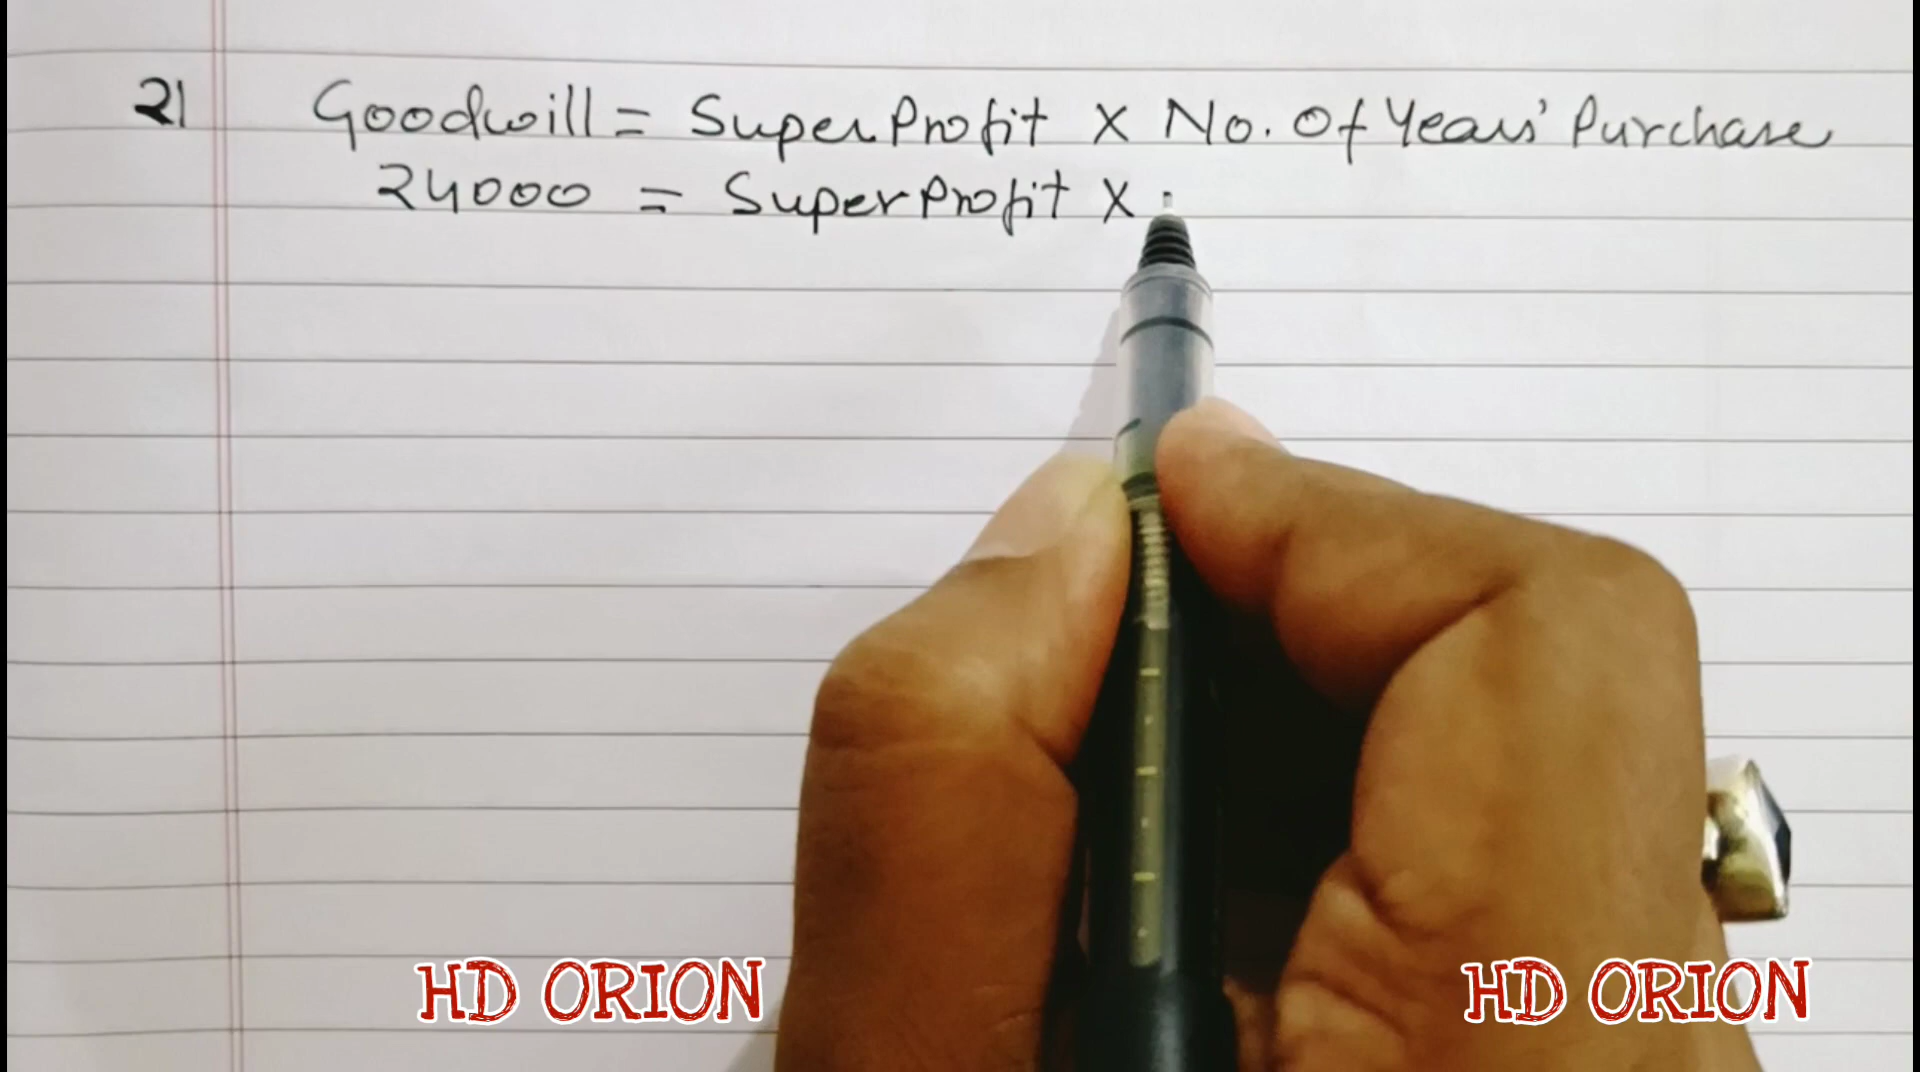 21 Goodwill = Super Profit X No. Of Years' Purchase
24000 = Super Profit X
HD ORION HD ORION